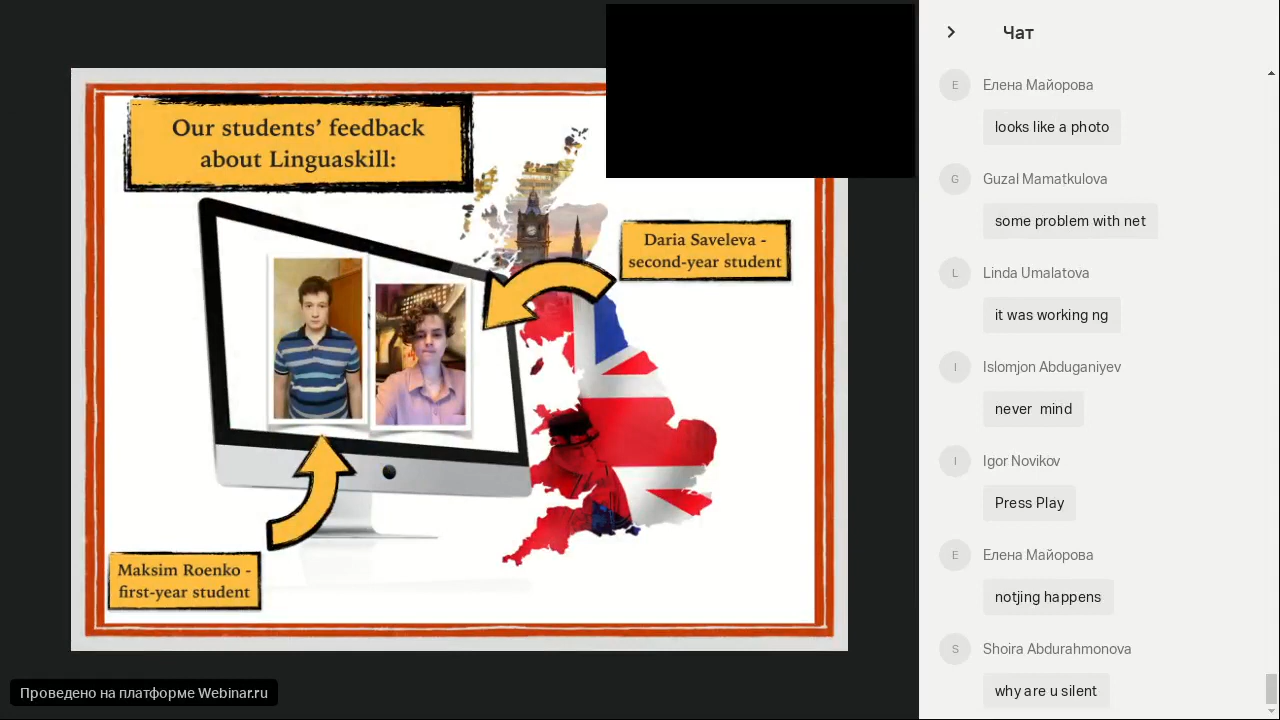 Our students’ feedback
about Linguaskill:
Daria Saveleva -
second-year student
Maksim Roenko -
first-year student
Проведено на платформе Webinar.ru
Чат
E
Елена Майорова
looks like a photo
G
Guzal Mamatkulova
some problem with net
L
Linda Umalatova
it was working ng
I
Islomjon Abduganiyev
never  mind
I
Igor Novikov
Press Play
E
Елена Майорова
notjing happens
S
Shoira Abdurahmonova
why are u silent